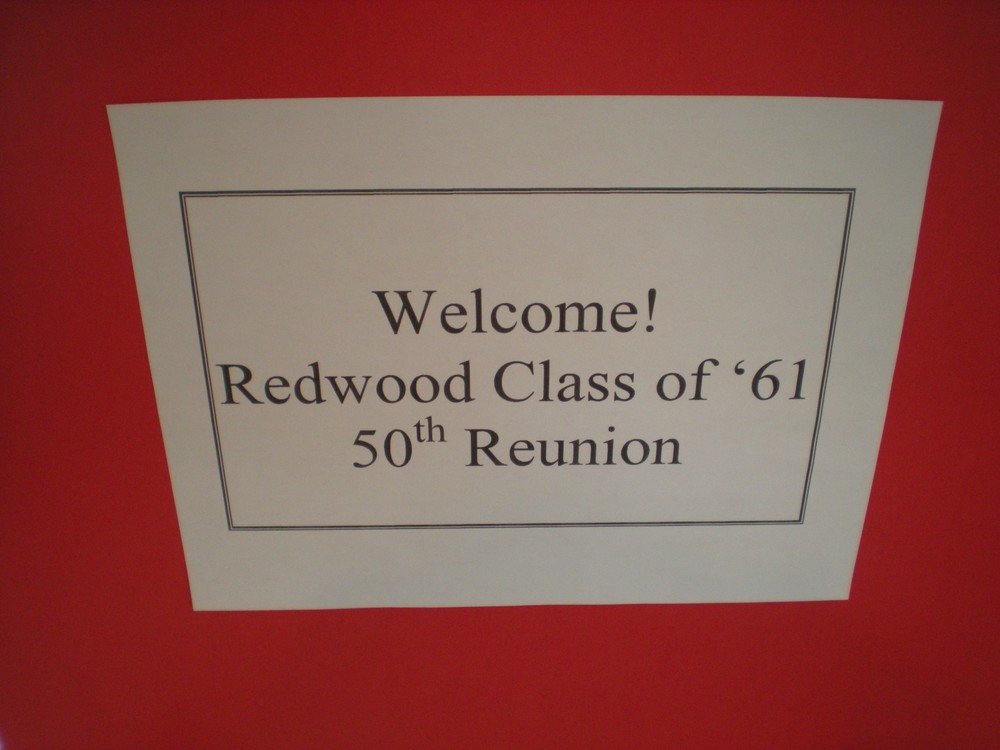 Welcome!
Redwood Class of ‘61
50th Reunion